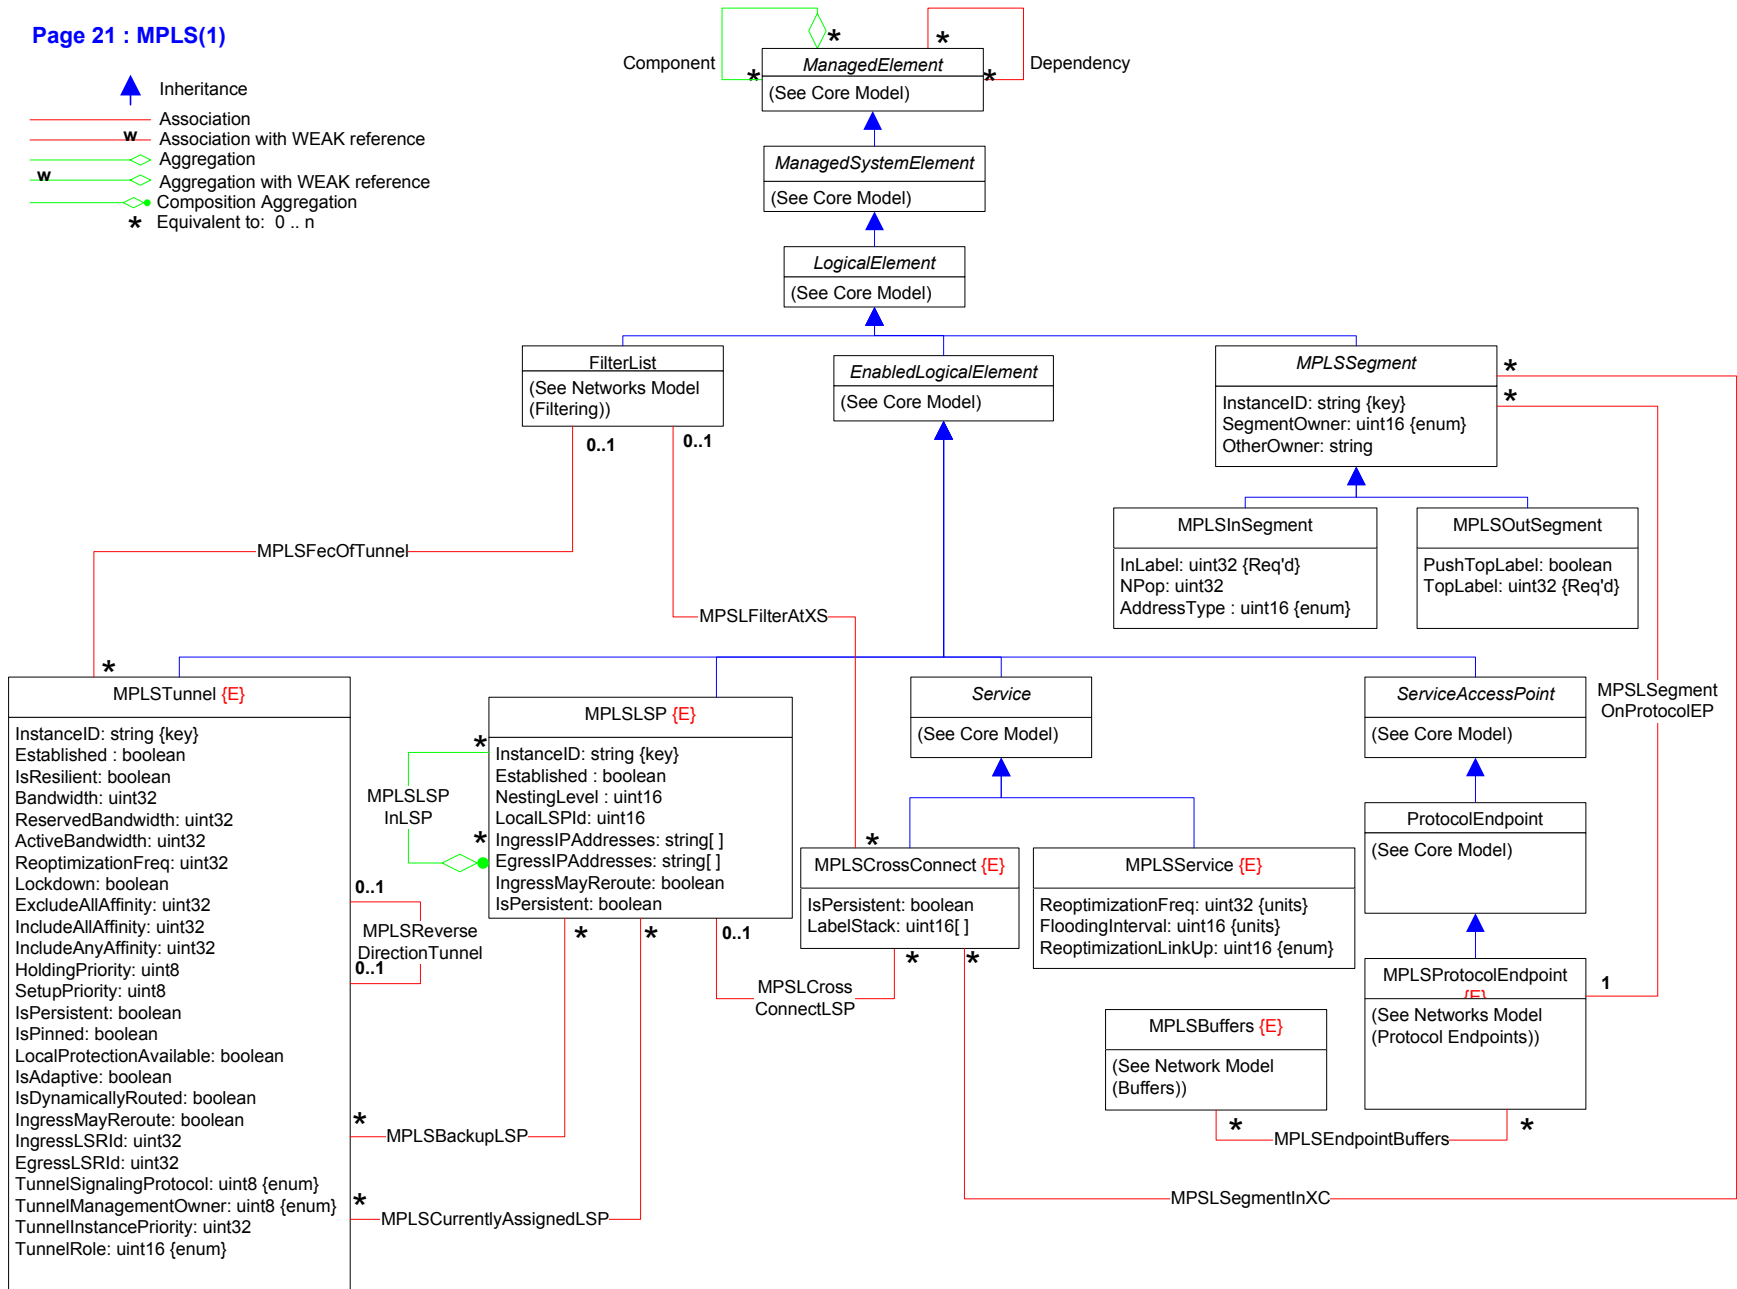 Page 21 : MPLS(1)
Inheritance
Association
w
Association with WEAK reference
Aggregation
w
Aggregation with WEAK reference
Composition Aggregation
* Equivalent to: 0 .. n
Component
*
*
*
*
Dependency
ManagedElement
(See Core Model)
ManagedSystemElement
(See Core Model)
LogicalElement
(See Core Model)
FilterList
(See Networks Model
(Filtering))
0..1
0..1
EnabledLogicalElement
(See Core Model)
MPLSSegment
InstanceID: string {key}
SegmentOwner: uint16 {enum}
OtherOwner: string
*
*
MPLSInSegment
InLabel: uint32 {Req'd}
NPop: uint32
AddressType : uint16 {enum}
MPLSOutSegment
PushTopLabel: boolean
TopLabel: uint32 {Req'd}
MPLSFecOfTunnel
MPSLFilterAtXS
*
MPLSTunnel {E}
InstanceID: string {key}
Established : boolean
IsResilient: boolean
Bandwidth: uint32
ReservedBandwidth: uint32
ActiveBandwidth: uint32
ReoptimizationFreq: uint32
Lockdown: boolean
ExcludeAllAffinity: uint32
IncludeAllAffinity: uint32
IncludeAnyAffinity: uint32
HoldingPriority: uint8
SetupPriority: uint8
IsPersistent: boolean
IsPinned: boolean
LocalProtectionAvailable: boolean
IsAdaptive: boolean
IsDynamicallyRouted: boolean
IngressMayReroute: boolean
IngressLSRId: uint32
EgressLSRId: uint32
TunnelSignalingProtocol: uint8 {enum}
TunnelManagementOwner: uint8 {enum}
TunnelInstancePriority: uint32
TunnelRole: uint16 {enum}
0..1
MPLSReverse
DirectionTunnel
0..1
MPLSLSP
InLSP
*
*
MPLSLSP {E}
InstanceID: string {key}
Established : boolean
NestingLevel : uint16
LocalLSPId: uint16
IngressIPAddresses: string[ ]
EgressIPAddresses: string[ ]
IngressMayReroute: boolean
IsPersistent: boolean
*
*
0..1
*
MPLSBackupLSP
*
MPLSCurrentlyAssignedLSP
MPSLCross
ConnectLSP
Service
(See Core Model)
*
MPLSCrossConnect {E}
IsPersistent: boolean
LabelStack: uint16[ ]
*
*
MPLSService {E}
ReoptimizationFreq: uint32 {units}
FloodingInterval: uint16 {units}
ReoptimizationLinkUp: uint16 {enum}
ServiceAccessPoint
(See Core Model)
ProtocolEndpoint
(See Core Model)
MPLSProtocolEndpoint
{E}
(See Networks Model
(Protocol Endpoints))
1
MPSLSegment
OnProtocolEP
MPLSBuffers {E}
(See Network Model
(Buffers))
*
MPLSEndpointBuffers
*
MPSLSegmentInXC